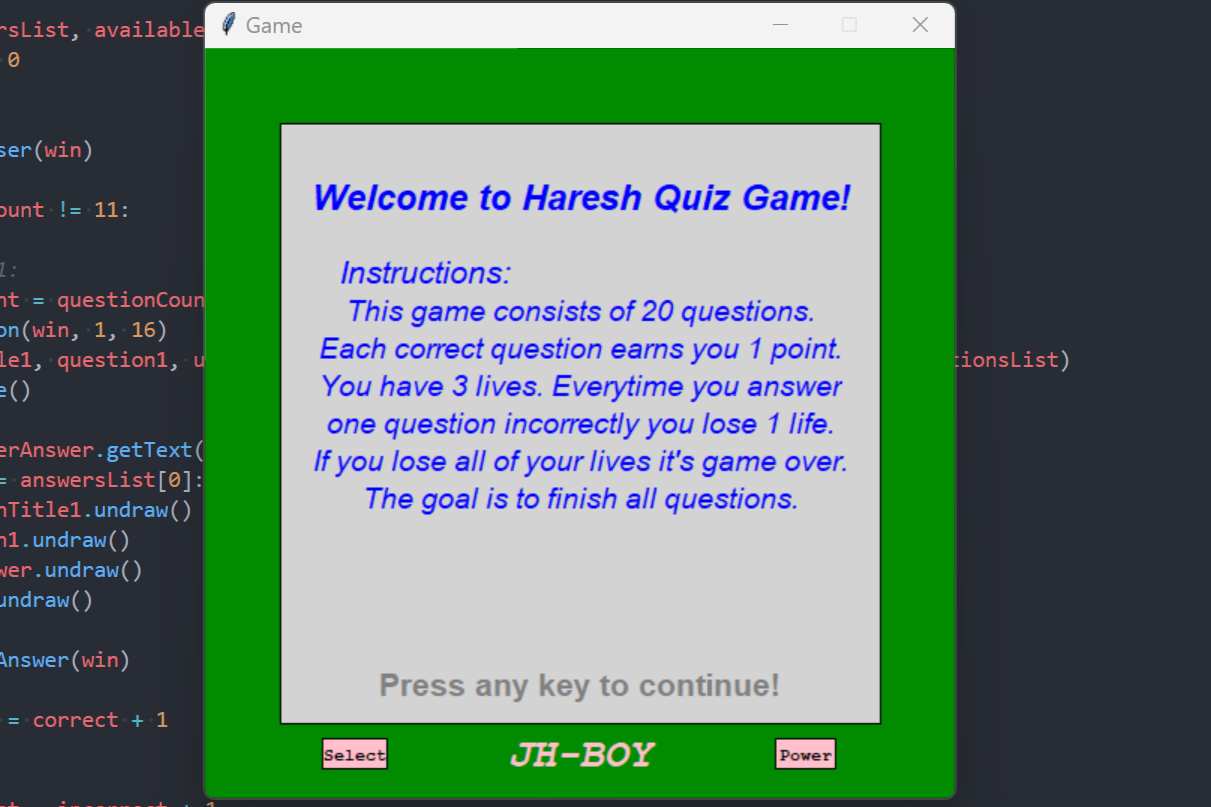 rsList, available
0
Game
ser(win)
ount != 11:
1:
nt = questionCoun
on(win, 1, 16)
le1, question1, u
tionsList)
e()
erAnswer.getText(
= answersList[0]:
nTitle1.undraw()
n1.undraw()
wer.undraw()
undraw()
Answer(win)
= correct + 1
Welcome to Haresh Quiz Game!
Instructions:
This game consists of 20 questions.
Each correct question earns you 1 point.
You have 3 lives. Everytime you answer
one question incorrectly you lose 1 life.
If you lose all of your lives it's game over.
The goal is to finish all questions.
Press any key to continue!
Select
JH-BOY
Power